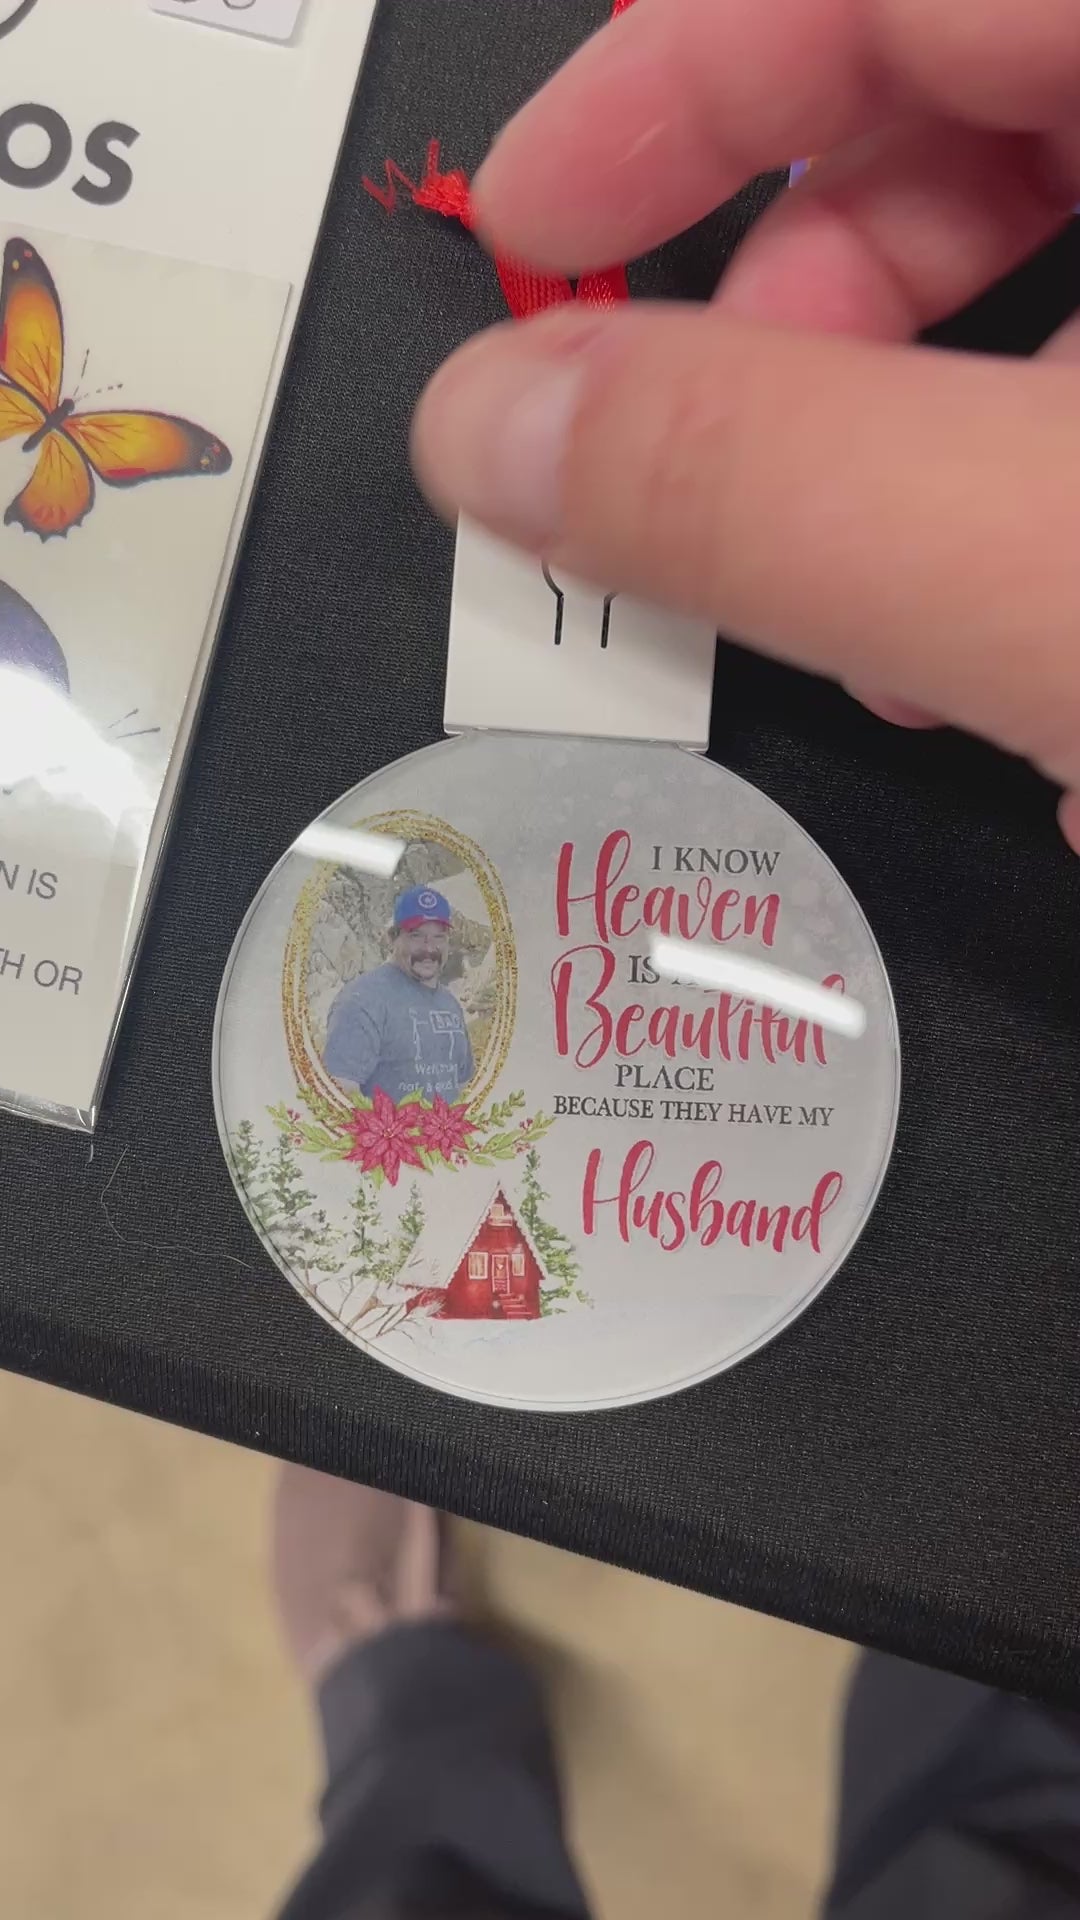 OS
N IS
TH OR
I KNOW
Heaven
IS
Beautiful
PLACE
BECAUSE THEY HAVE MY
Husband